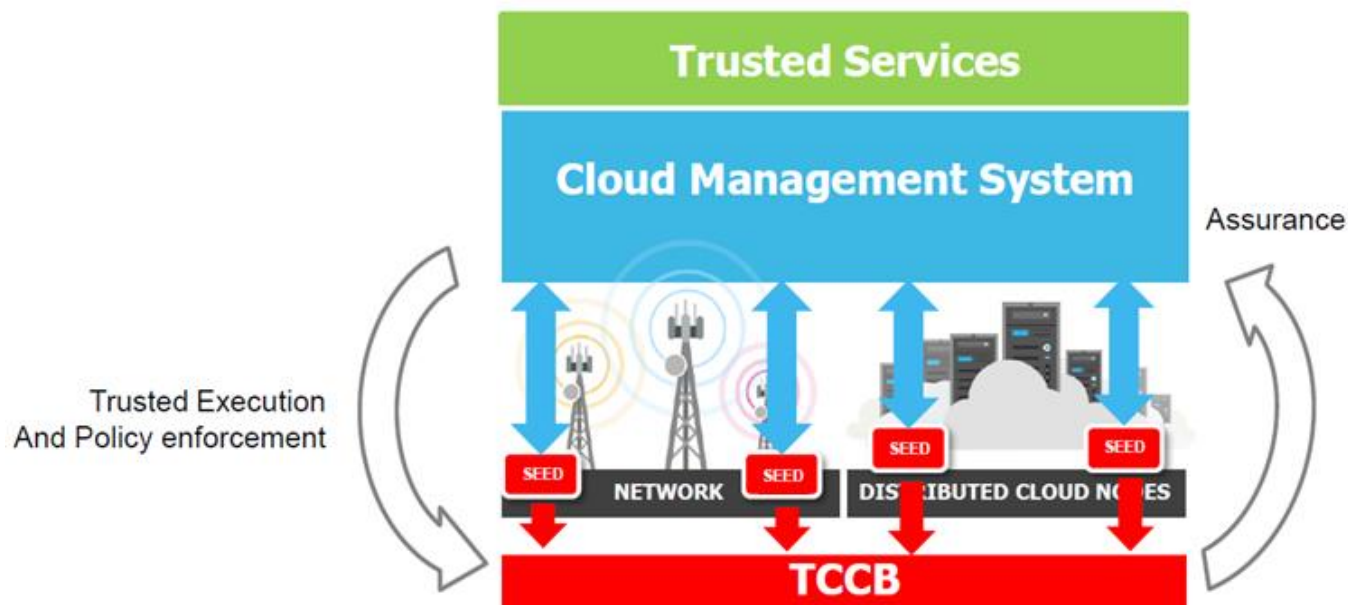 Trusted Services
Cloud Management System
Assurance
Trusted Execution
And Policy enforcement
SEED
SEED
SEED
SEED
NETWORK
DISTRIBUTED CLOUD NODES
TCCB